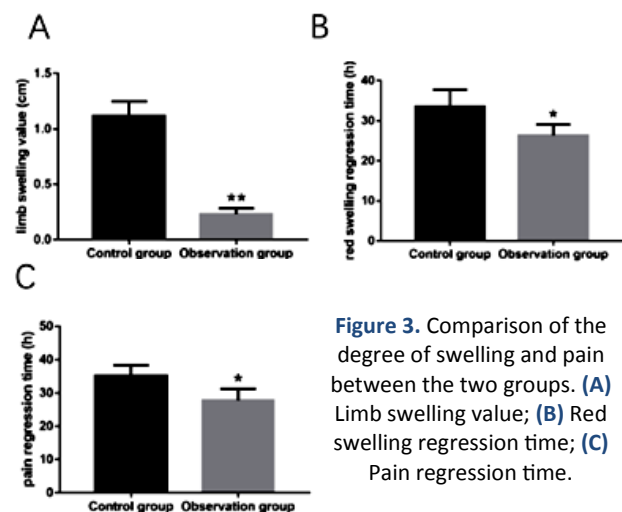 A
limb swelling value (cm)
1.5
1.0
0.5
0.0
**
Control group Observation group
B
red swelling regression time (h)
40
30
20
10
0
*
Control group Observation group
C
pain regression time (h)
50
40
30
20
10
0
*
Control group Observation group
Figure 3. Comparison of the
degree of swelling and pain
between the two groups. (A)
Limb swelling value; (B) Red
swelling regression time; (C)
Pain regression time.